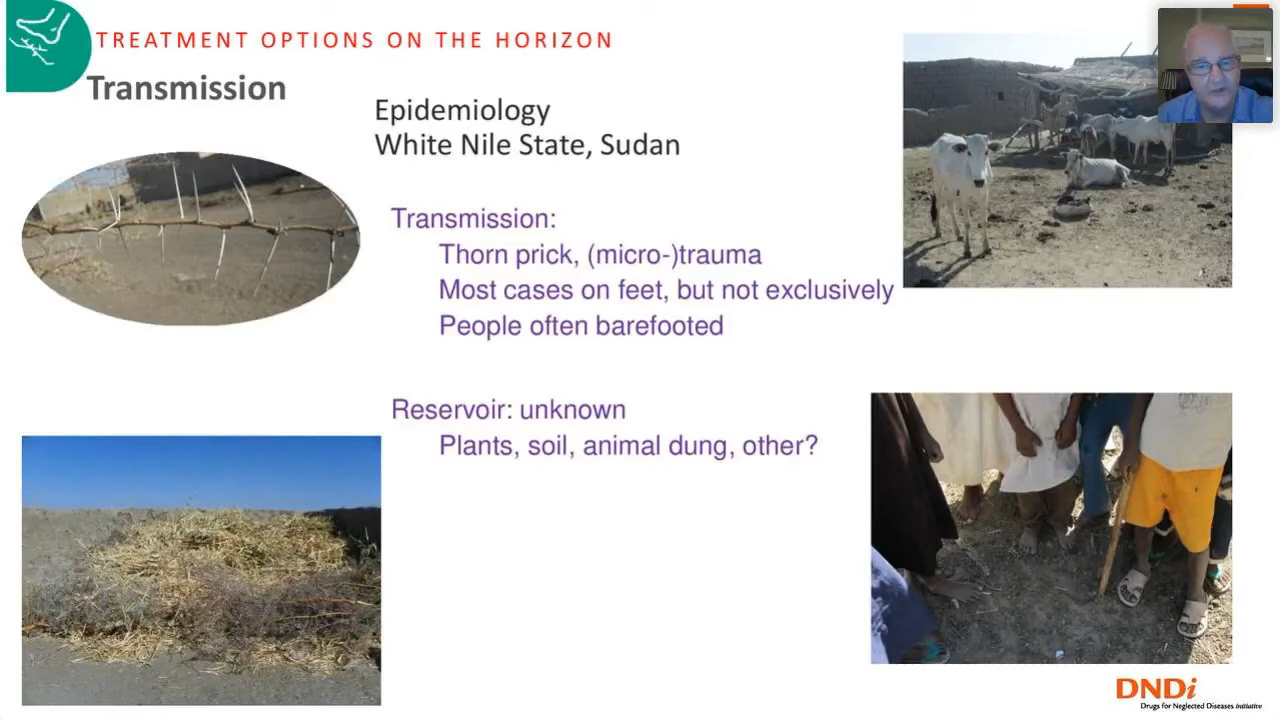 TREATMENT OPTIONS ON THE HORIZON
Transmission
Epidemiology
White Nile State, Sudan
Transmission:
Thorn prick, (micro-)trauma
Most cases on feet, but not exclusively
People often barefooted
Reservoir: unknown
Plants, soil, animal dung, other?
DNDi
Drugs for Neglected Diseases initiative